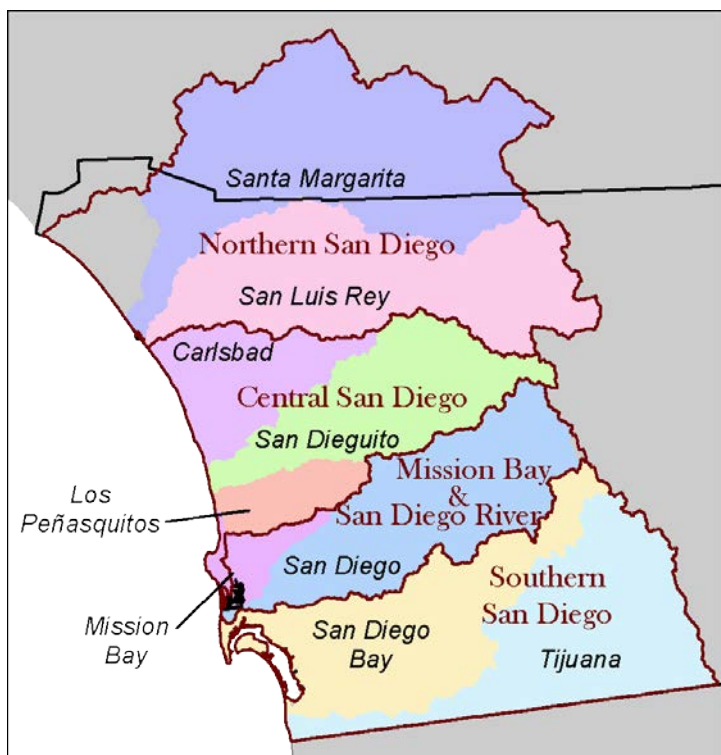 Santa Margarita
Northern San Diego
San Luis Rey
Carlsbad
Central San Diego
San Dieguito
Los
Peñasquitos
Mission Bay
&
San Diego River
San Diego
Mission
Bay
Southern
San Diego
San Diego
Bay
Tijuana